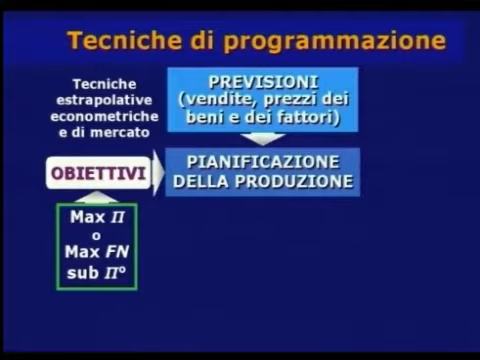 Tecniche di programmazione
Tecniche
estrapolative
econometriche
e di mercato
PREVISIONI
(vendite, prezzi dei
beni e dei fattori)
OBIETTIVI
PIANIFICAZIONE
DELLA PRODUZIONE
Max Π
o
Max FN
sub Π°